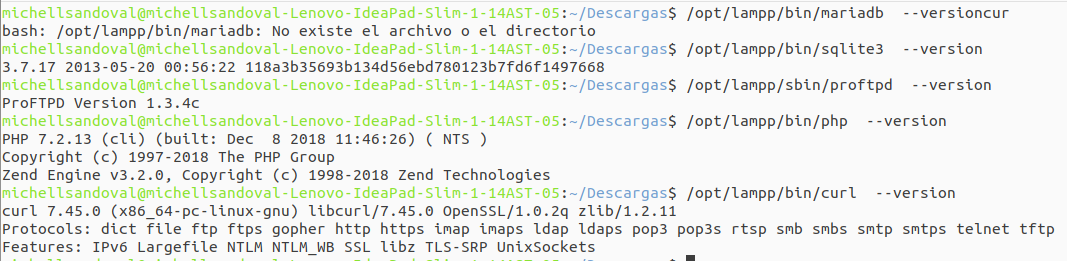 michellsandoval@michellsandoval-Lenovo-IdeaPad-Slim-1-14AST-05:~/Descargas$ /opt/lampp/bin/mariadb  --versioncur
bash: /opt/lampp/bin/mariadb: No existe el archivo o el directorio
michellsandoval@michellsandoval-Lenovo-IdeaPad-Slim-1-14AST-05:~/Descargas$ /opt/lampp/bin/sqlite3  --version
3.7.17 2013-05-20 00:56:22 118a3b35693b134d56ebd780123b7fd6f1497668
michellsandoval@michellsandoval-Lenovo-IdeaPad-Slim-1-14AST-05:~/Descargas$ /opt/lampp/sbin/proftpd  --version
ProFTPD Version 1.3.4c
michellsandoval@michellsandoval-Lenovo-IdeaPad-Slim-1-14AST-05:~/Descargas$ /opt/lampp/bin/php  --version
PHP 7.2.13 (cli) (built: Dec  8 2018 11:46:26) ( NTS )
Copyright (c) 1997-2018 The PHP Group
Zend Engine v3.2.0, Copyright (c) 1998-2018 Zend Technologies
michellsandoval@michellsandoval-Lenovo-IdeaPad-Slim-1-14AST-05:~/Descargas$ /opt/lampp/bin/curl  --version
curl 7.45.0 (x86_64-pc-linux-gnu) libcurl/7.45.0 OpenSSL/1.0.2q zlib/1.2.11
Protocols: dict file ftp ftps gopher http https imap imaps ldap ldaps pop3 pop3s rtsp smb smbs smtp smtps telnet tftp
Features: IPv6 Largefile NTLM NTLM_WB SSL libz TLS-SRP UnixSockets